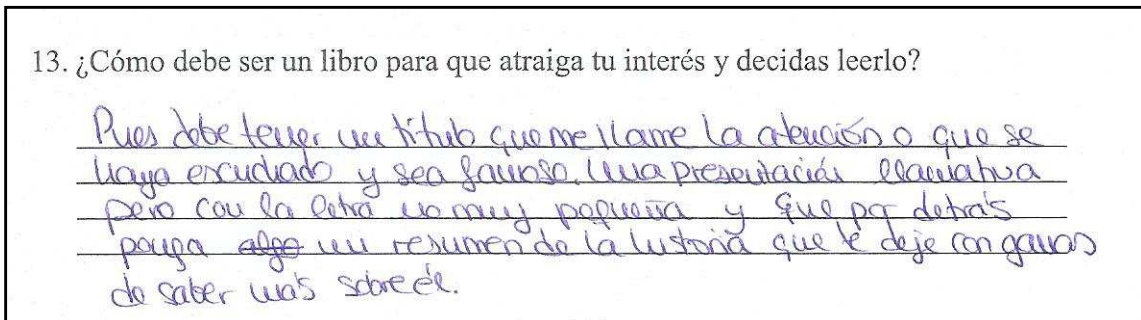 13. ¿Cómo debe ser un libro para que atraiga tu interés y decidas leerlo?
Pues debe tener un título que me llame la atención o que se
haya escuchado y sea famoso. Una presentación llamativa
pero con la letra no muy pequeña y que por detrás
ponga algo un resumen de la historia que te deje con ganas
de saber más sobre él.